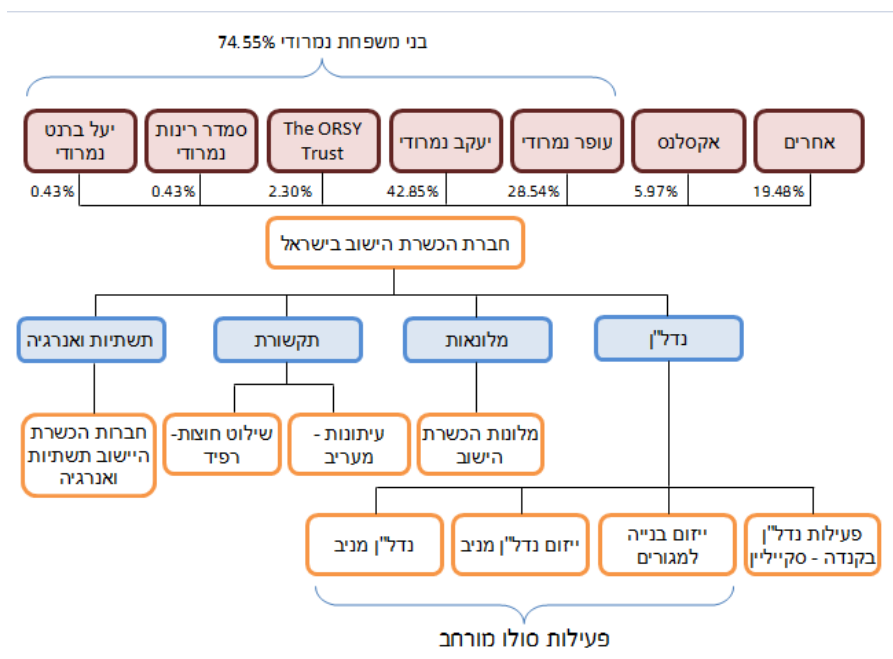 בני משפחת נמרודי 74.55%
אחרים
אקסלנס
עופר נמרודי
יעקב נמרודי
The ORSY
Trust
סמדר רינות
נמרודי
יעל ברנט
נמרודי
19.48%
5.97%
28.54%
42.85%
2.30%
0.43%
0.43%
חברת הכשרת הישוב בישראל
נדל"ן
מלונאות
תקשורת
תשתיות ואנרגיה
מלונות הכשרת
הישוב
עיתונות -
מעריב
שילוט חוצות-
רפיד
חברות הכשרת
היישוב תשתיות
ואנרגיה
פעילות נדל"ן
בקנדה - סקייליין
ייזום בנייה
למגורים
ייזום נדל"ן מניב
נדל"ן מניב
פעילות סולו מורחב